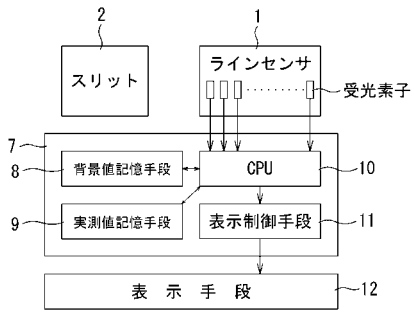 2
1
スリット
ラインセンサ
受光素子
7
8
背景値記憶手段
CPU
10
9
実測値記憶手段
表示制御手段
11
表示手段
12